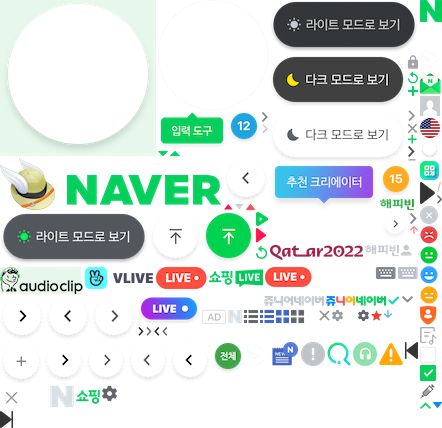 라이트 모드로 보기
N
다크 모드로 보기
입력 도구
12
다크 모드로 보기
NAVER
추천 크리에이터
15
해피빈
라이트 모드로 보기
Qatar2022
해피빈
audioclip
VLIVE
LIVE
쇼핑
LIVE
LIVE
쥬니어네이버
쥬니어네이버
LIVE
AD
N
전체
NEW
N
N
쇼핑